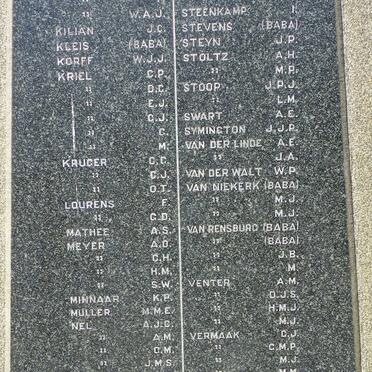 " W.A.J.
KILIAN J.C.
KLEIS (BABA)
KORFF W.J.J.
KRIEL C.P.
" D.C.
" E.J.
" C.J.
" C.
" M.
KRUGER C.C.
" C.J.
" O.T.
LOURENS F.
" G.D.
MATHEE A.S.
MEYER A.D.
" C.H.
" H.M.
" S.W.
MINNAAR K.P.
MULLER M.M.E.
NEL A.J.C.
" A.M.
" C.M.
" J.M.S.
STEENKAMP I.
STEVENS (BABA)
STEYN J.P.
STOLTZ A.H.
" M.P.
STOOP J.P.J.
" L.M.
SWART A.E.
SYMINGTON J.J.P.
VAN DER LINDE A.E.
" J.A.
VAN DER WALT W.P.
VAN NIEKERK (BABA)
" M.J.
" M.J.
VAN RENSBURG (BABA)
" (BABA)
" J.B.
" M
VENTER A.M.
" D.J.S.
" H.M.J.
" M.J.
VERMAAK C.J.
" C.M.P.
" M.J.